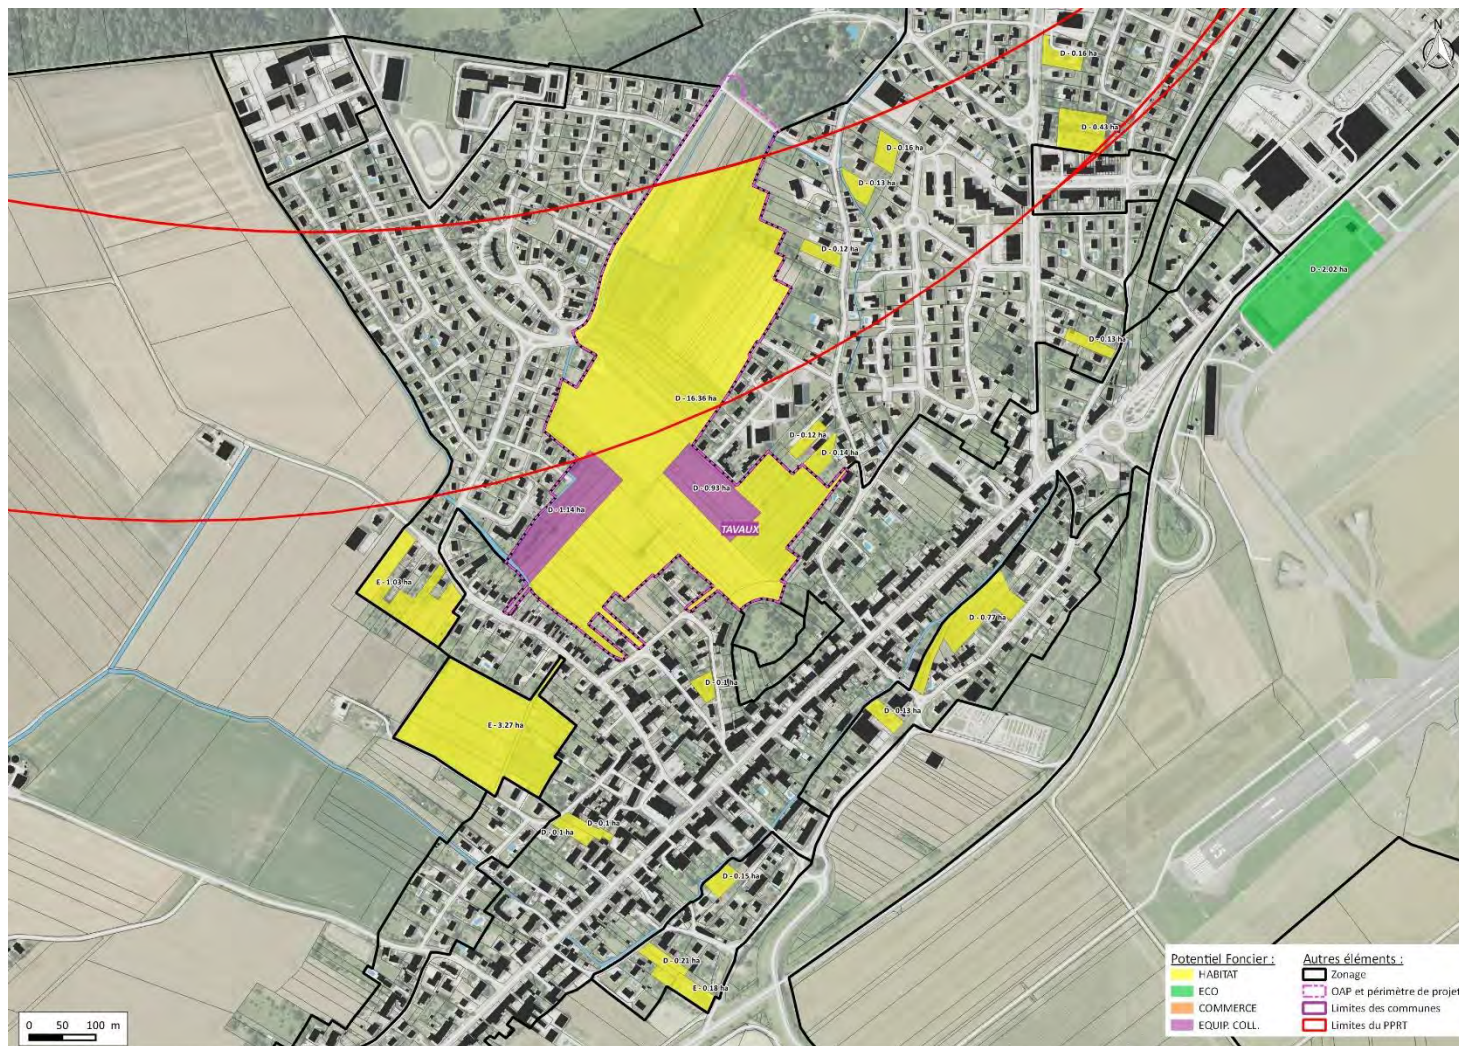 N
D - 0.16 ha
D - 0.43 ha
D - 0.16 ha
D - 0.13 ha
D - 0.12 ha
D - 2.02 ha
D - 0.13 ha
D - 16.36 ha
D - 0.12 ha
D - 0.14 ha
D - 0.93 ha
D - 1.14 ha
TAVAUX
E - 1.03 ha
D - 0.77 ha
D - 0.1 ha
D - 0.13 ha
E - 3.27 ha
D - 0.1 ha
D - 0.1 ha
D - 0.15 ha
D - 0.21 ha
E - 0.18 ha
Potentiel Foncier :
HABITAT
ECO
COMMERCE
EQUIP. COLL.
Autres éléments :
Zonage
OAP et périmètre de projet
Limites des communes
Limites du PPRT
0 50 100 m